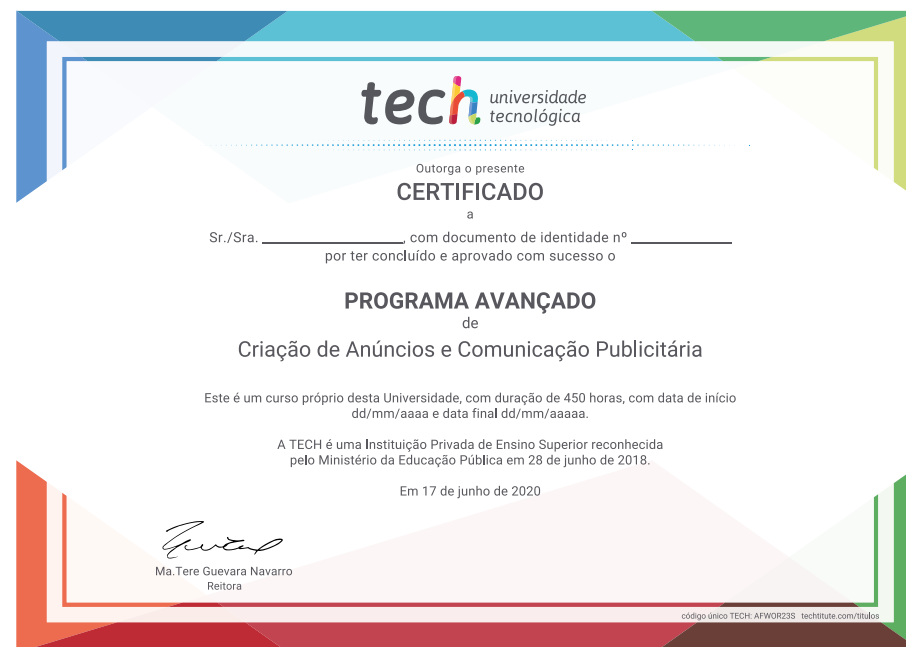 tech universidade
tecnológica
Outorga o presente
CERTIFICADO
a
Sr./Sra. ____________, com documento de identidade nº ____________
por ter concluído e aprovado com sucesso o
PROGRAMA AVANÇADO
de
Criação de Anúncios e Comunicação Publicitária
Este é um curso próprio desta Universidade, com duração de 450 horas, com data de início
dd/mm/aaaa e data final dd/mm/aaaaa.
A TECH é uma Instituição Privada de Ensino Superior reconhecida
pelo Ministério da Educação Pública em 28 de junho de 2018.
Em 17 de junho de 2020
Ma.Tere Guevara Navarro
Reitora
código único TECH: AFWOR23S techtitute.com/titulos